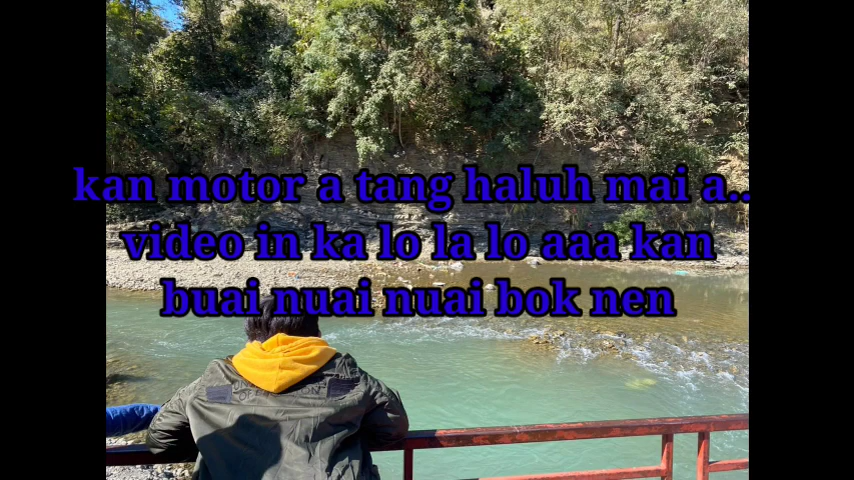 kan motor a tang haluh mai a..
video in ka lo la lo aaa kan
buai nuai nuai bok nen